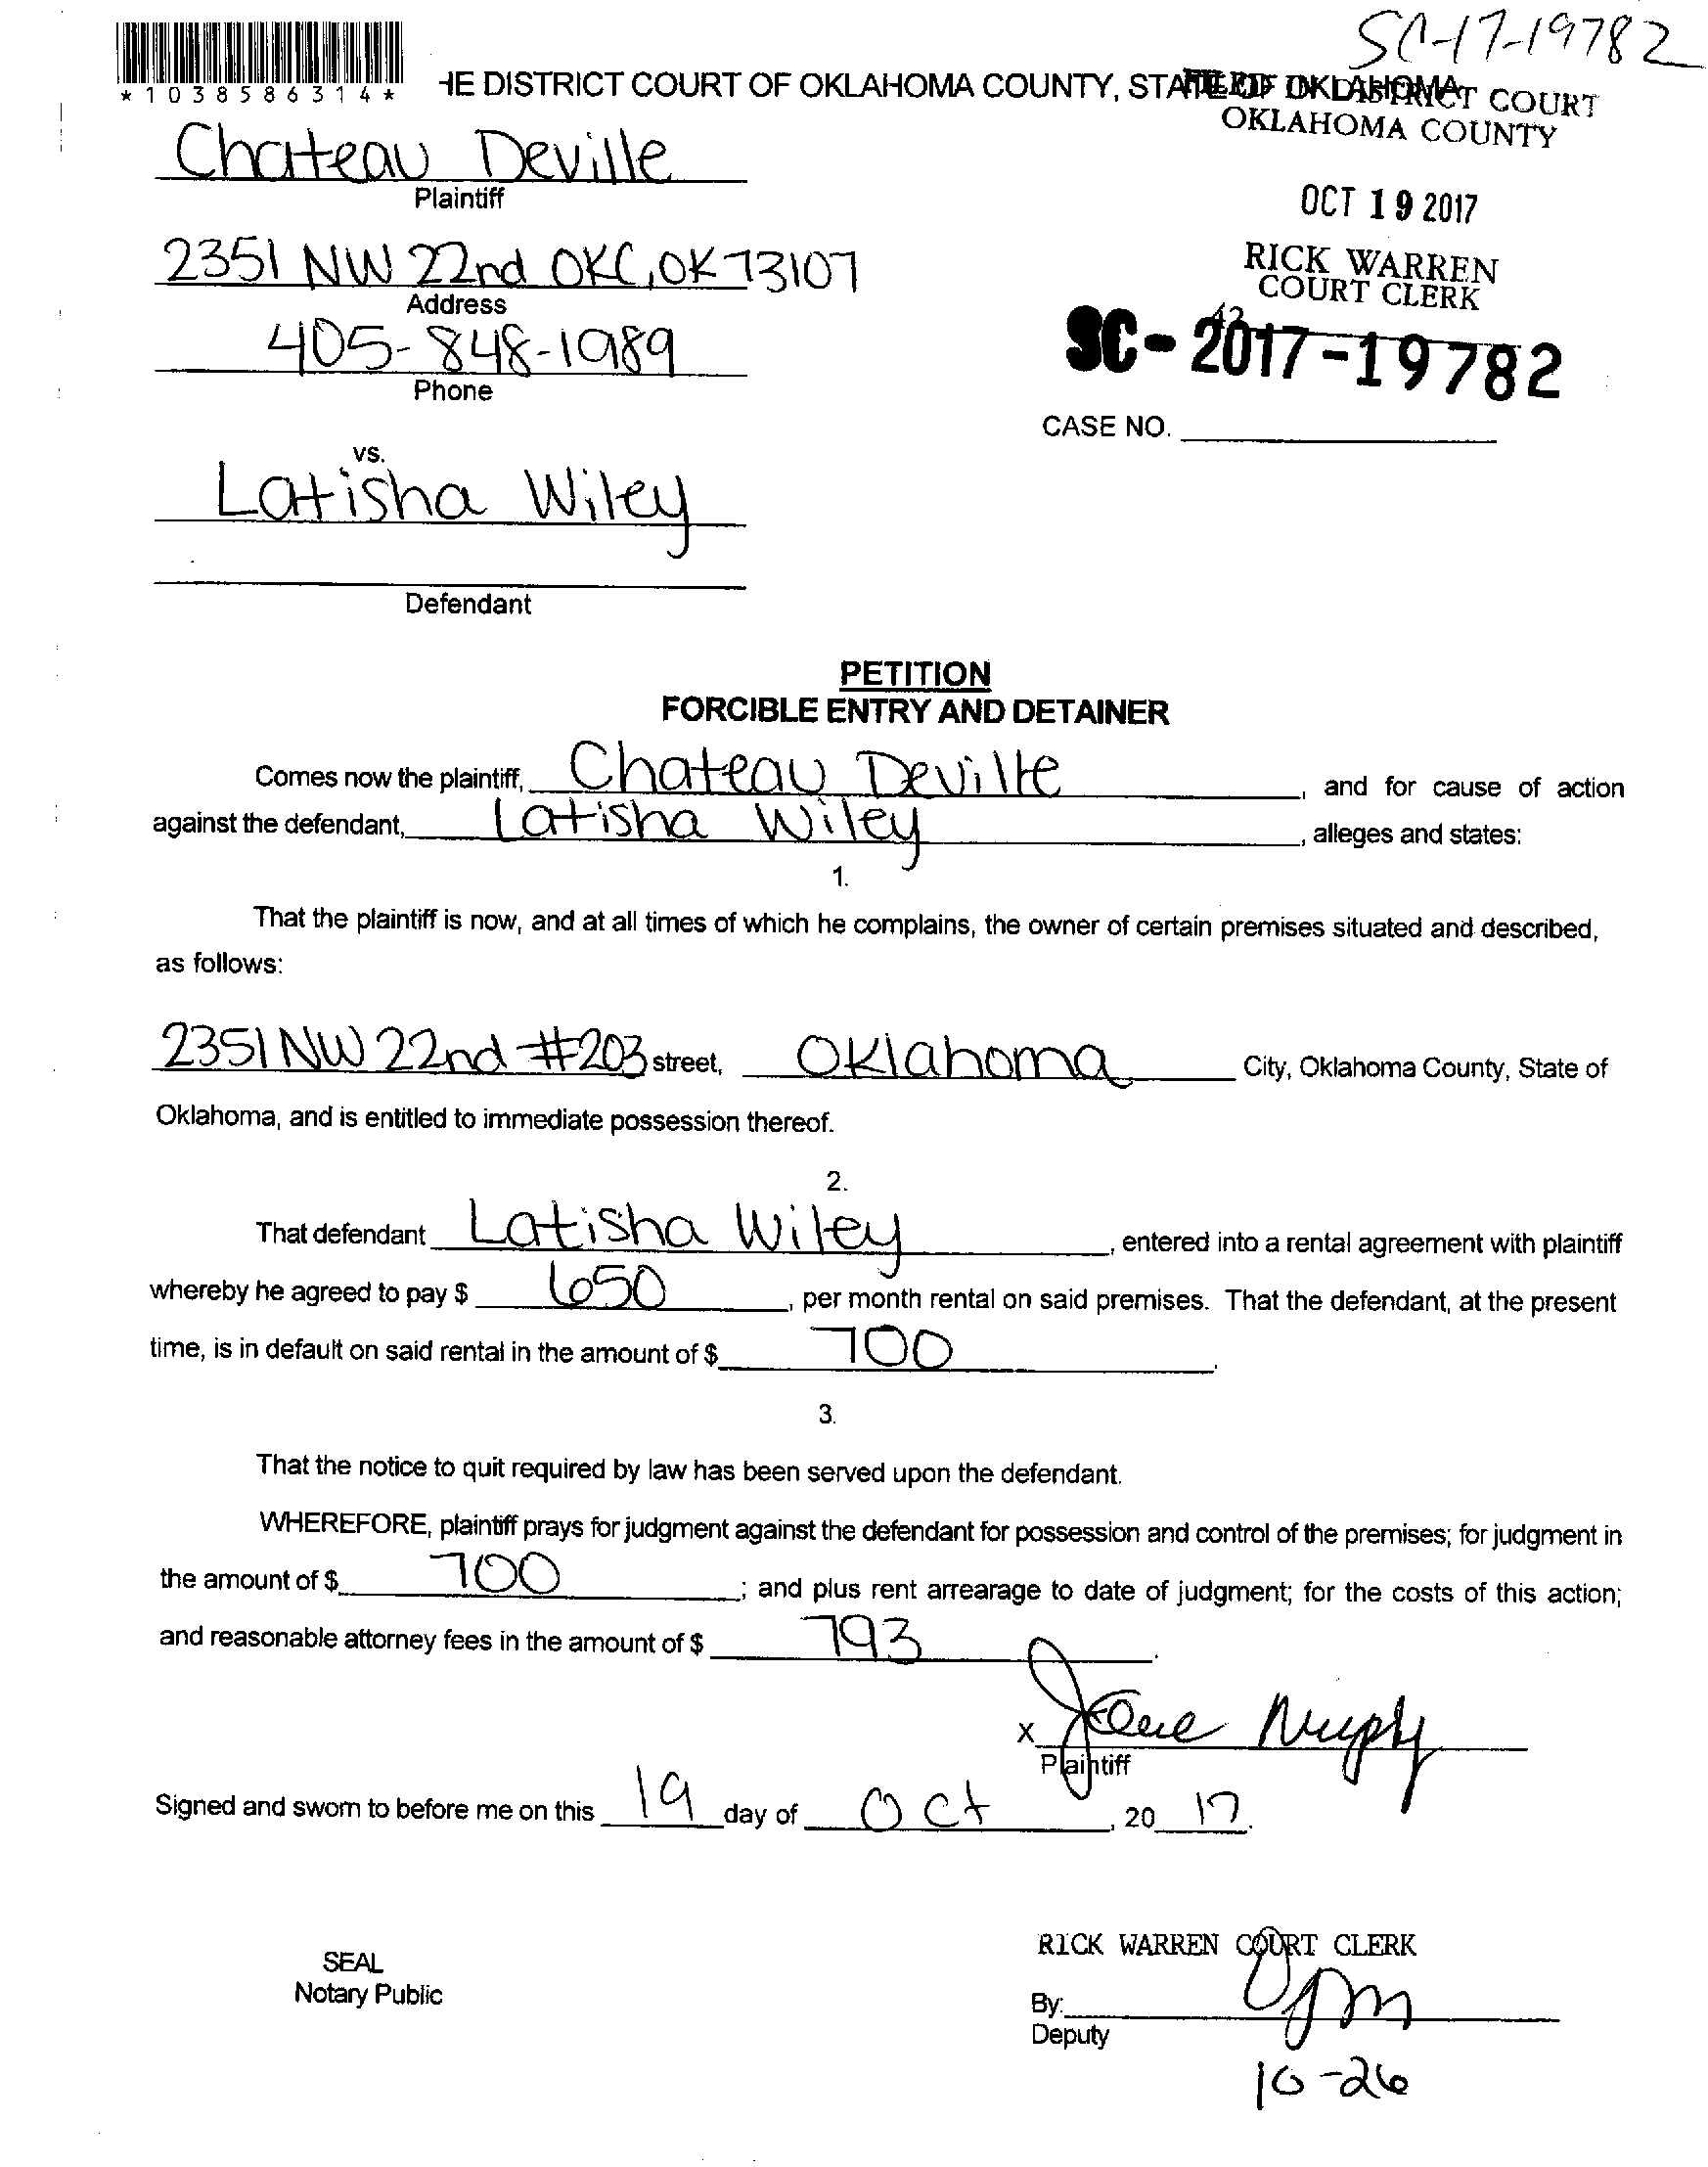 SC-17-19782
*1038586314*
HE DISTRICT COURT OF OKLAHOMA COUNTY, STATE OF OKLAHOMA
FILED IN DISTRICT COURT
OKLAHOMA COUNTY
Chateau Deville
Plaintiff
OCT 19 2017
2351 NW 22nd OKC, OK 73107
Address
RICK WARREN
COURT CLERK
405-848-1989
Phone
42
SC-2017-19782
CASE NO.
vs.
Latisha Wiley
Defendant
PETITION
FORCIBLE ENTRY AND DETAINER
Comes now the plaintiff, Chateau Deville, and for cause of action
against the defendant, Latisha Wiley, alleges and states:
1.
That the plaintiff is now, and at all times of which he complains, the owner of certain premises situated and described,
as follows:
2351 NW 22nd #203 street, Oklahoma City, Oklahoma County, State of
Oklahoma, and is entitled to immediate possession thereof.
2.
That defendant Latisha Wiley, entered into a rental agreement with plaintiff
whereby he agreed to pay $ 650, per month rental on said premises. That the defendant, at the present
time, is in default on said rental in the amount of $ 700.
3.
That the notice to quit required by law has been served upon the defendant.
WHEREFORE, plaintiff prays for judgment against the defendant for possession and control of the premises; for judgment in
the amount of $ 700; and plus rent arrearage to date of judgment; for the costs of this action;
and reasonable attorney fees in the amount of $ 793.
x Jane Murphy
Plaintiff
Signed and sworn to before me on this 19 day of Oct, 20 17.
SEAL
Notary Public
RICK WARREN COURT CLERK
By:
Deputy
10-26